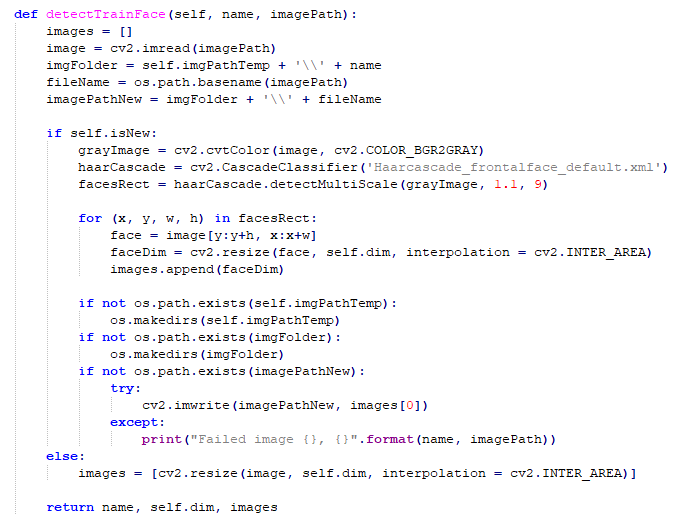 def detectTrainFace(self, name, imagePath):
    images = []
    image = cv2.imread(imagePath)
    imgFolder = self.imgPathTemp + '\\' + name
    fileName = os.path.basename(imagePath)
    imagePathNew = imgFolder + '\\' + fileName
    if self.isNew:
        grayImage = cv2.cvtColor(image, cv2.COLOR_BGR2GRAY)
        haarCascade = cv2.CascadeClassifier('Haarcascade_frontalface_default.xml')
        facesRect = haarCascade.detectMultiScale(grayImage, 1.1, 9)
        for (x, y, w, h) in facesRect:
            face = image[y:y+h, x:x+w]
            faceDim = cv2.resize(face, self.dim, interpolation = cv2.INTER_AREA)
            images.append(faceDim)
        if not os.path.exists(self.imgPathTemp):
            os.makedirs(self.imgPathTemp)
        if not os.path.exists(imgFolder):
            os.makedirs(imgFolder)
        if not os.path.exists(imagePathNew):
            try:
                cv2.imwrite(imagePathNew, images[0])
            except:
                print("Failed image {}, {}".format(name, imagePath))
    else:
        images = [cv2.resize(image, self.dim, interpolation = cv2.INTER_AREA)]
    return name, self.dim, images